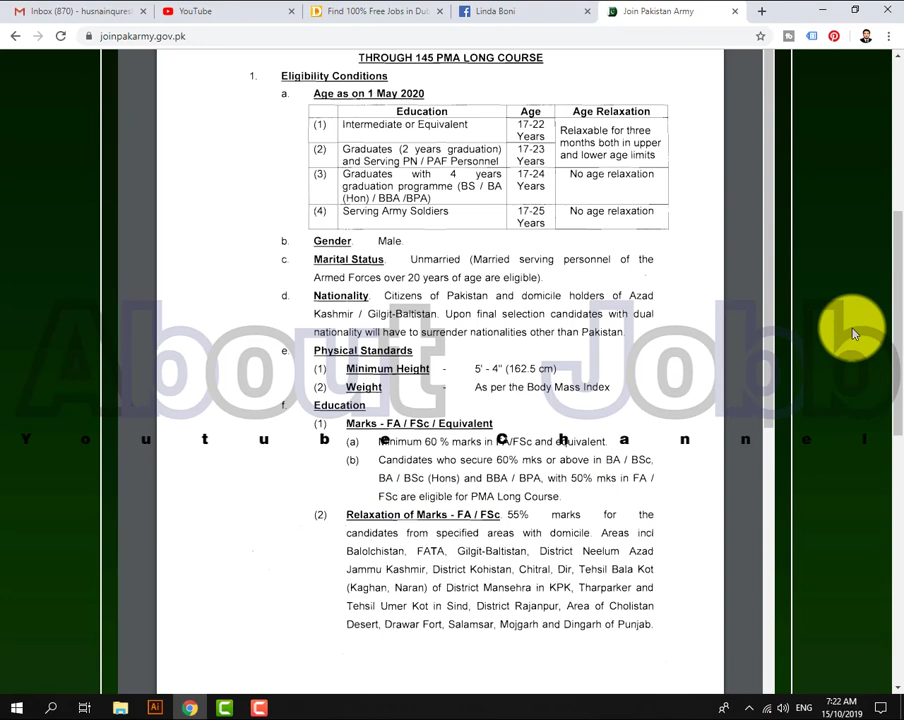 Inbox (870) - husnainqures
YouTube
Find 100% Free Jobs in Dub
Linda Boni
Join Pakistan Army
joinpakarmy.gov.pk
THROUGH 145 PMA LONG COURSE
1. Eligibility Conditions
a. Age as on 1 May 2020
Education Age Age Relaxation
(1) Intermediate or Equivalent 17-22 Years Relaxable for three months both in upper and lower age limits
(2) Graduates (2 years graduation) and Serving PN / PAF Personnel 17-23 Years
(3) Graduates with 4 years graduation programme (BS / BA (Hon) / BBA /BPA) 17-24 Years No age relaxation
(4) Serving Army Soldiers 17-25 Years No age relaxation
b. Gender Male.
c. Marital Status. Unmarried (Married serving personnel of the
Armed Forces over 20 years of age are eligible).
d. Nationality. Citizens of Pakistan and domicile holders of Azad
Kashmir / Gilgit-Baltistan. Upon final selection candidates with dual
nationality will have to surrender nationalities other than Pakistan.
e. Physical Standards
(1) Minimum Height - 5' - 4" (162.5 cm)
(2) Weight - As per the Body Mass Index
f. Education
(1) Marks - FA / FSc / Equivalent
(a) Minimum 60 % marks in FA/FSc and equivalent.
(b) Candidates who secure 60% mks or above in BA / BSc,
BA / BSc (Hons) and BBA / BPA, with 50% mks in FA /
FSc are eligible for PMA Long Course.
(2) Relaxation of Marks - FA / FSc. 55% marks for the
candidates from specified areas with domicile. Areas incl
Balolchistan, FATA, Gilgit-Baltistan, District Neelum Azad
Jammu Kashmir, District Kohistan, Chitral, Dir, Tehsil Bala Kot
(Kaghan, Naran) of District Mansehra in KPK, Tharparker and
Tehsil Umer Kot in Sind, District Rajanpur, Area of Cholistan
Desert, Drawar Fort, Salamsar, Mojgarh and Dingarh of Punjab.
About Jobb
Youtube Channel
Ai
ENG
7:22 AM
15/10/2019